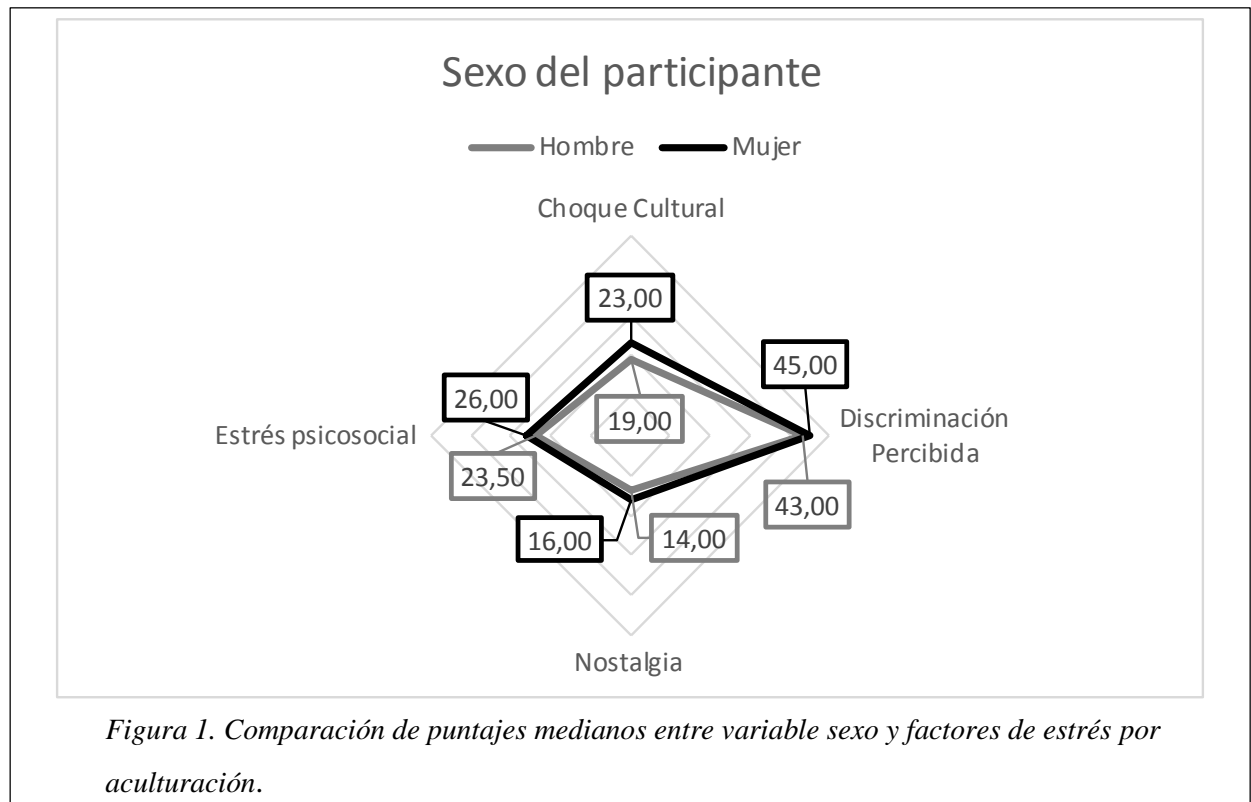 Sexo del participante
Hombre Mujer
Choque Cultural
23,00
45,00
26,00
19,00
Estrés psicosocial
Discriminación
Percibida
23,50
43,00
16,00
14,00
Nostalgia
Figura 1. Comparación de puntajes medianos entre variable sexo y factores de estrés por
aculturación.